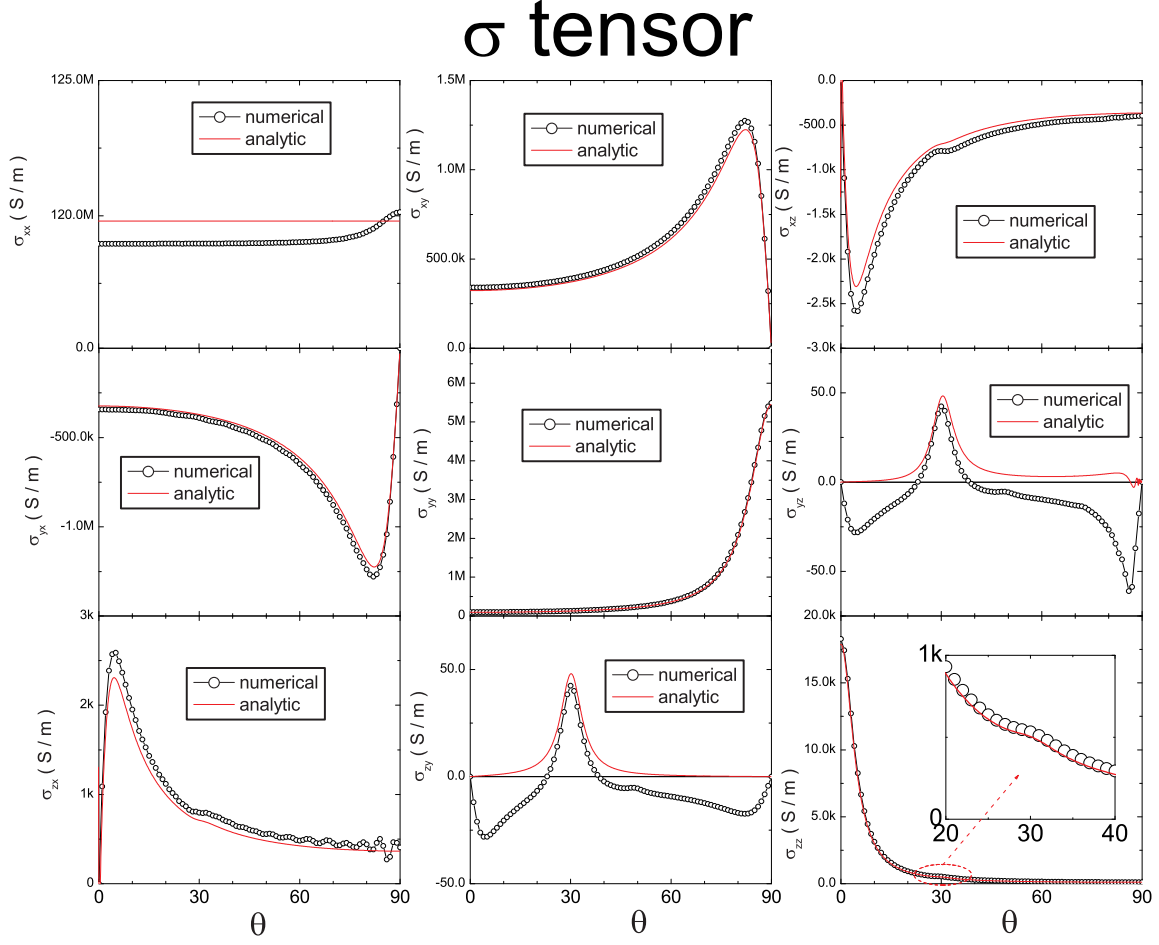 σ tensor
125.0M
120.0M
0.0
σxx ( S / m )
numerical
analytic
1.5M
1.0M
500.0k
0.0
σxy ( S / m )
numerical
analytic
0.0
-500.0
-1.0k
-1.5k
-2.0k
-2.5k
-3.0k
σxz ( S / m )
numerical
analytic
-500.0k
-1.0M
σyx ( S / m )
numerical
analytic
0 30 60 90
6M
5M
4M
3M
2M
1M
0
σyy ( S / m )
numerical
analytic
50.0
0.0
-50.0
σyz ( S / m )
numerical
analytic
3k
2k
1k
0
σzx ( S / m )
numerical
analytic
0 30 60 90
θ
50.0
0.0
-50.0
σzy ( S / m )
numerical
analytic
0 30 60 90
θ
20.0k
15.0k
10.0k
5.0k
0.0
σzz ( S / m )
1k
0
20 30 40
0 30 60 90
θ